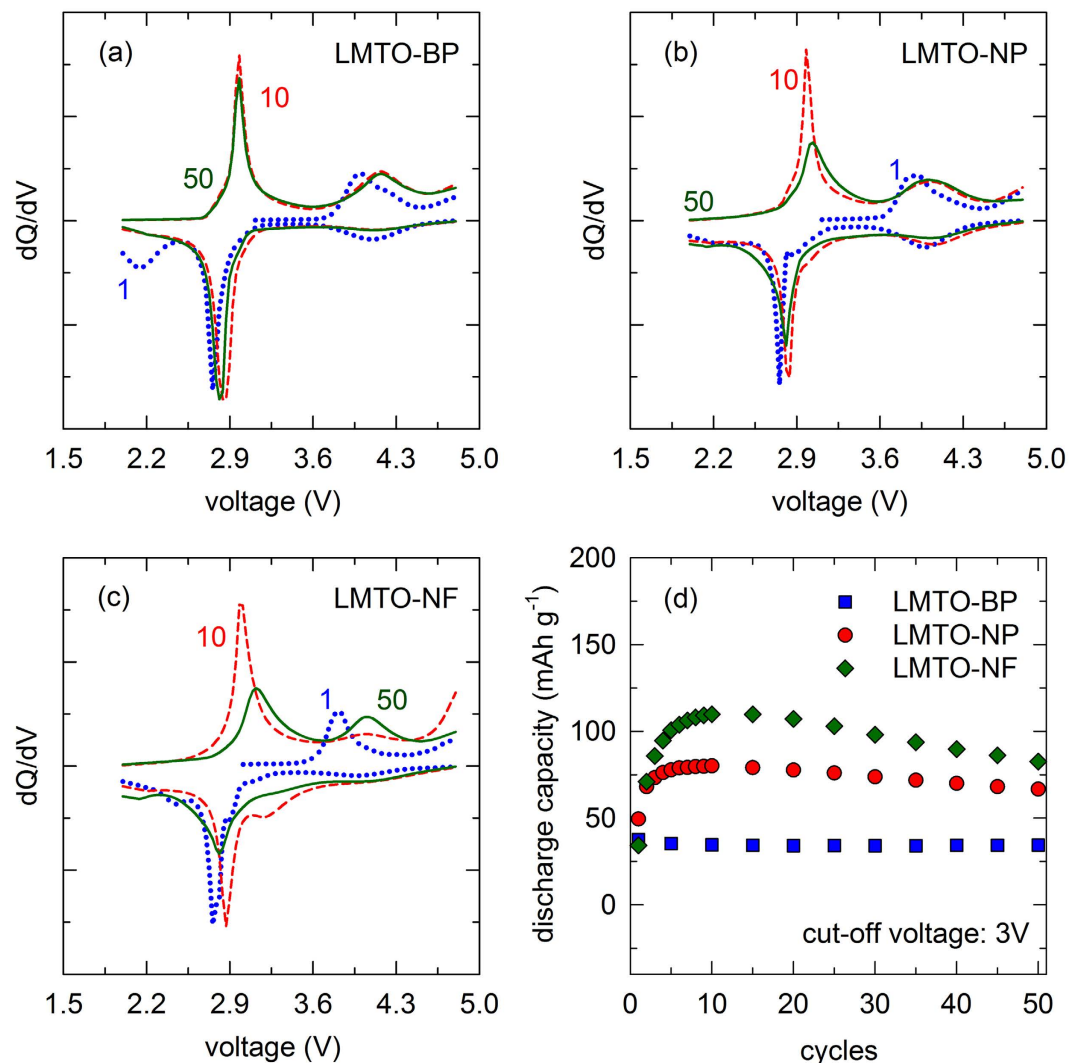 (a)
LMTO-BP
10
50
1
1
dQ/dV
1.5 2.2 2.9 3.6 4.3 5.0
voltage (V)
(b)
LMTO-NP
10
1
50
dQ/dV
1.5 2.2 2.9 3.6 4.3 5.0
voltage (V)
(c)
LMTO-NF
10
1
50
dQ/dV
1.5 2.2 2.9 3.6 4.3 5.0
voltage (V)
(d)
LMTO-BP
LMTO-NP
LMTO-NF
200
150
100
50
0
discharge capacity (mAh g⁻¹)
cut-off voltage: 3V
0 10 20 30 40 50
cycles